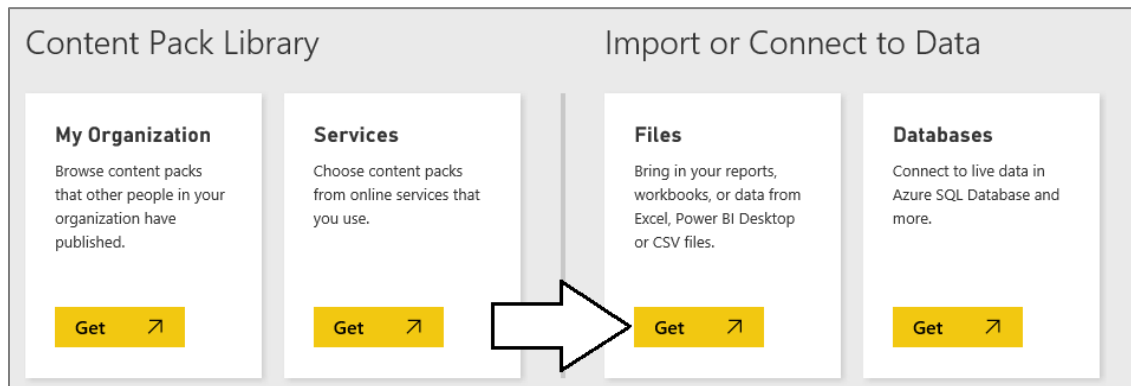 Content Pack Library
My Organization
Browse content packs
that other people in your
organization have
published.
Get
Services
Choose content packs
from online services that
you use.
Get
Import or Connect to Data
Files
Bring in your reports,
workbooks, or data from
Excel, Power BI Desktop
or CSV files.
Get
Databases
Connect to live data in
Azure SQL Database and
more.
Get